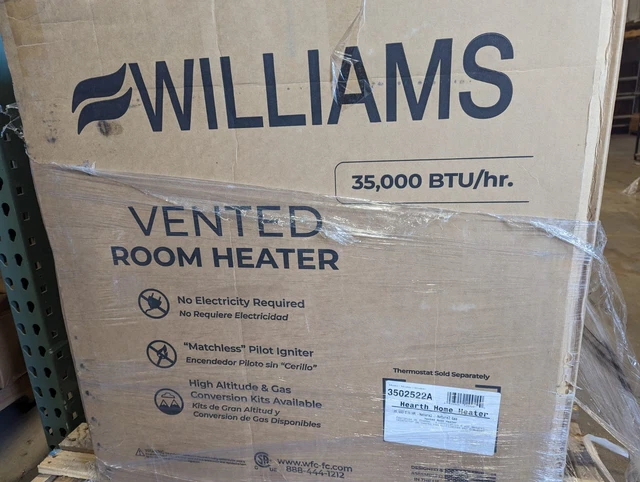 WILLIAMS
35,000 BTU/hr.
VENTED
ROOM HEATER
No Electricity Required
No Requiere Electricidad
"Matchless" Pilot Igniter
Encendedor Piloto sin "Cerillo"
High Altitude & Gas
Conversion Kits Available
Kits de Gran Altitud y
Conversion de Gas Disponibles
Thermostat Sold Separately
3502522A
Hearth Home Heater
www.wfc-fc.com
888-444-1212
DESIGNED &